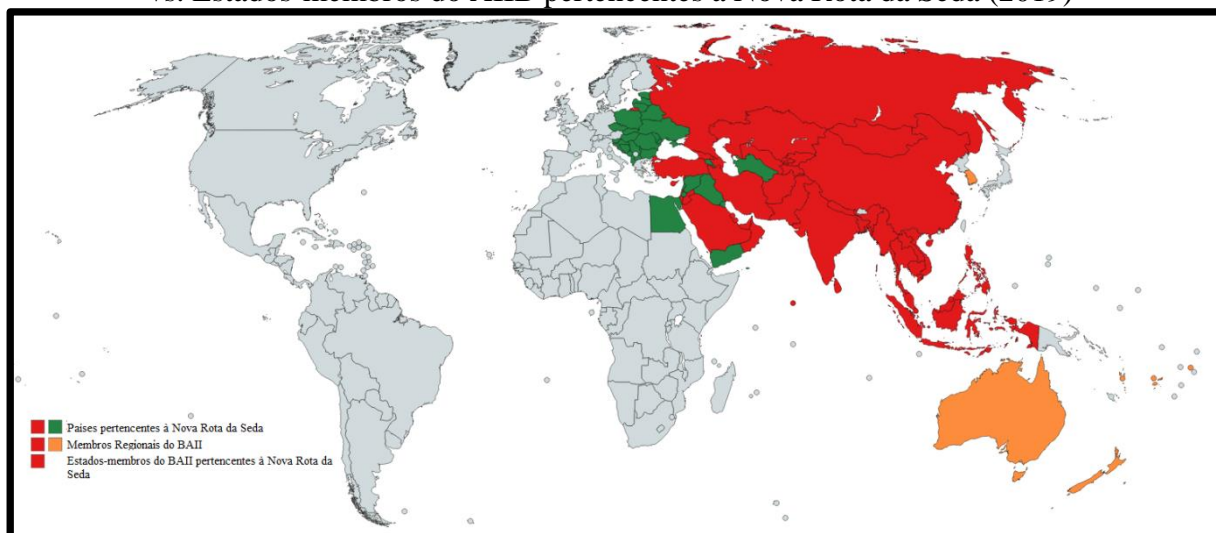 vs. Estados-membros do AIIB pertencentes à Nova Rota da Seda (2019)
Países pertencentes à Nova Rota da Seda
Membros Regionais do BAII
Estados-membros do BAII pertencentes à Nova Rota da
Seda